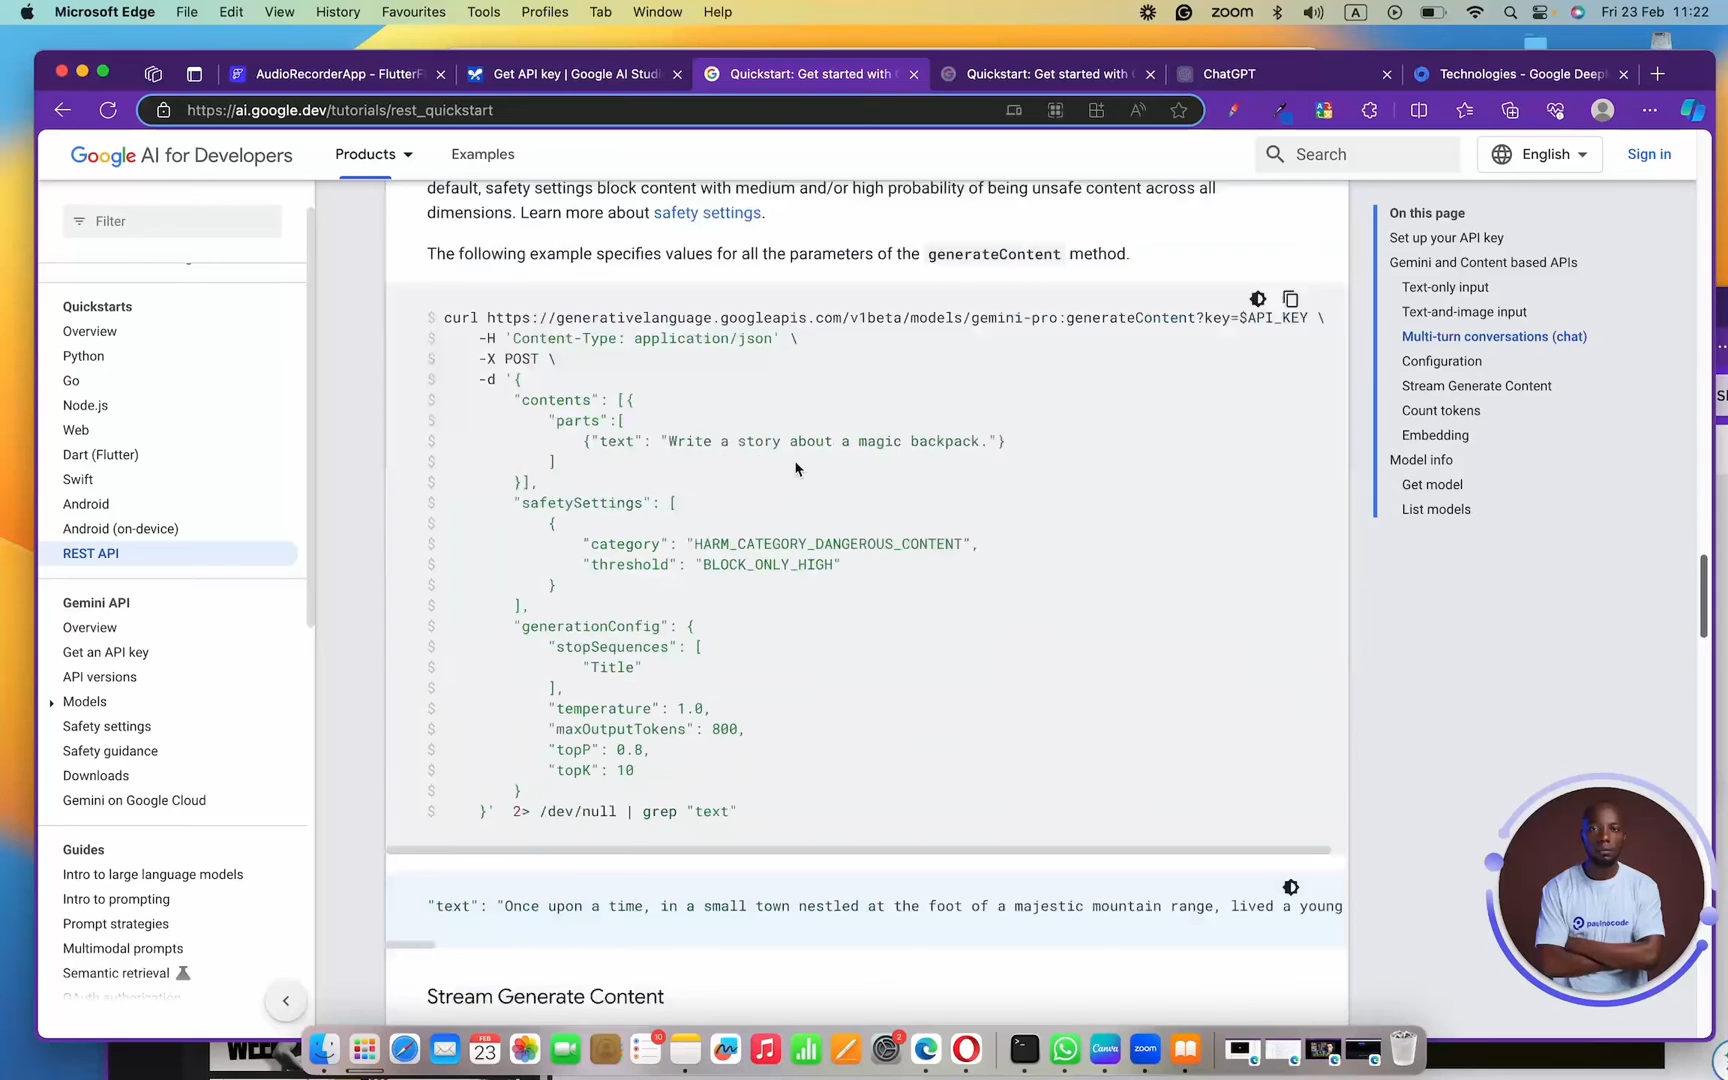 Microsoft Edge File Edit View History Favourites Tools Profiles Tab Window Help zoom A Fri 23 Feb 11:22
AudioRecorderApp - FlutterF Get API key | Google AI Studi Quickstart: Get started with Quickstart: Get started with ChatGPT Technologies - Google Deep
https://ai.google.dev/tutorials/rest_quickstart
Google AI for Developers Products Examples Search English Sign in
Filter
Quickstarts
Overview
Python
Go
Node.js
Web
Dart (Flutter)
Swift
Android
Android (on-device)
REST API
Gemini API
Overview
Get an API key
API versions
Models
Safety settings
Safety guidance
Downloads
Gemini on Google Cloud
Guides
Intro to large language models
Intro to prompting
Prompt strategies
Multimodal prompts
Semantic retrieval
OAuth authorization
default, safety settings block content with medium and/or high probability of being unsafe content across all
dimensions. Learn more about safety settings.
The following example specifies values for all the parameters of the generateContent method.
$ curl https://generativelanguage.googleapis.com/v1beta/models/gemini-pro:generateContent?key=$API_KEY \
$ -H 'Content-Type: application/json' \
$ -X POST \
$ -d '{
$ "contents": [{
$ "parts":[
$ {"text": "Write a story about a magic backpack."}
$ ]
$ }],
$ "safetySettings": [
$ {
$ "category": "HARM_CATEGORY_DANGEROUS_CONTENT",
$ "threshold": "BLOCK_ONLY_HIGH"
$ }
$ ],
$ "generationConfig": {
$ "stopSequences": [
$ "Title"
$ ],
$ "temperature": 1.0,
$ "maxOutputTokens": 800,
$ "topP": 0.8,
$ "topK": 10
$ }
$ }' 2> /dev/null | grep "text"
"text": "Once upon a time, in a small town nestled at the foot of a majestic mountain range, lived a young
Stream Generate Content
On this page
Set up your API key
Gemini and Content based APIs
Text-only input
Text-and-image input
Multi-turn conversations (chat)
Configuration
Stream Generate Content
Count tokens
Embedding
Model info
Get model
List models
paulnocode
FEB
23
10
2
Canva
zoom